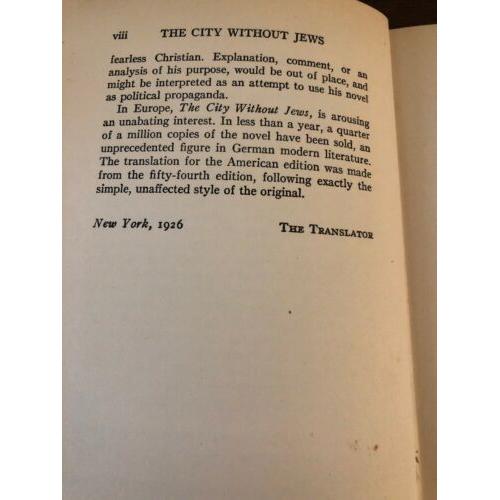 viii THE CITY WITHOUT JEWS
fearless Christian. Explanation, comment, or an
analysis of his purpose, would be out of place, and
might be interpreted as an attempt to use his novel
as political propaganda.
In Europe, The City Without Jews, is arousing
an unabating interest. In less than a year, a quarter
of a million copies of the novel have been sold, an
unprecedented figure in German modern literature.
The translation for the American edition was made
from the fifty-fourth edition, following exactly the
simple, unaffected style of the original.
New York, 1926 THE TRANSLATOR